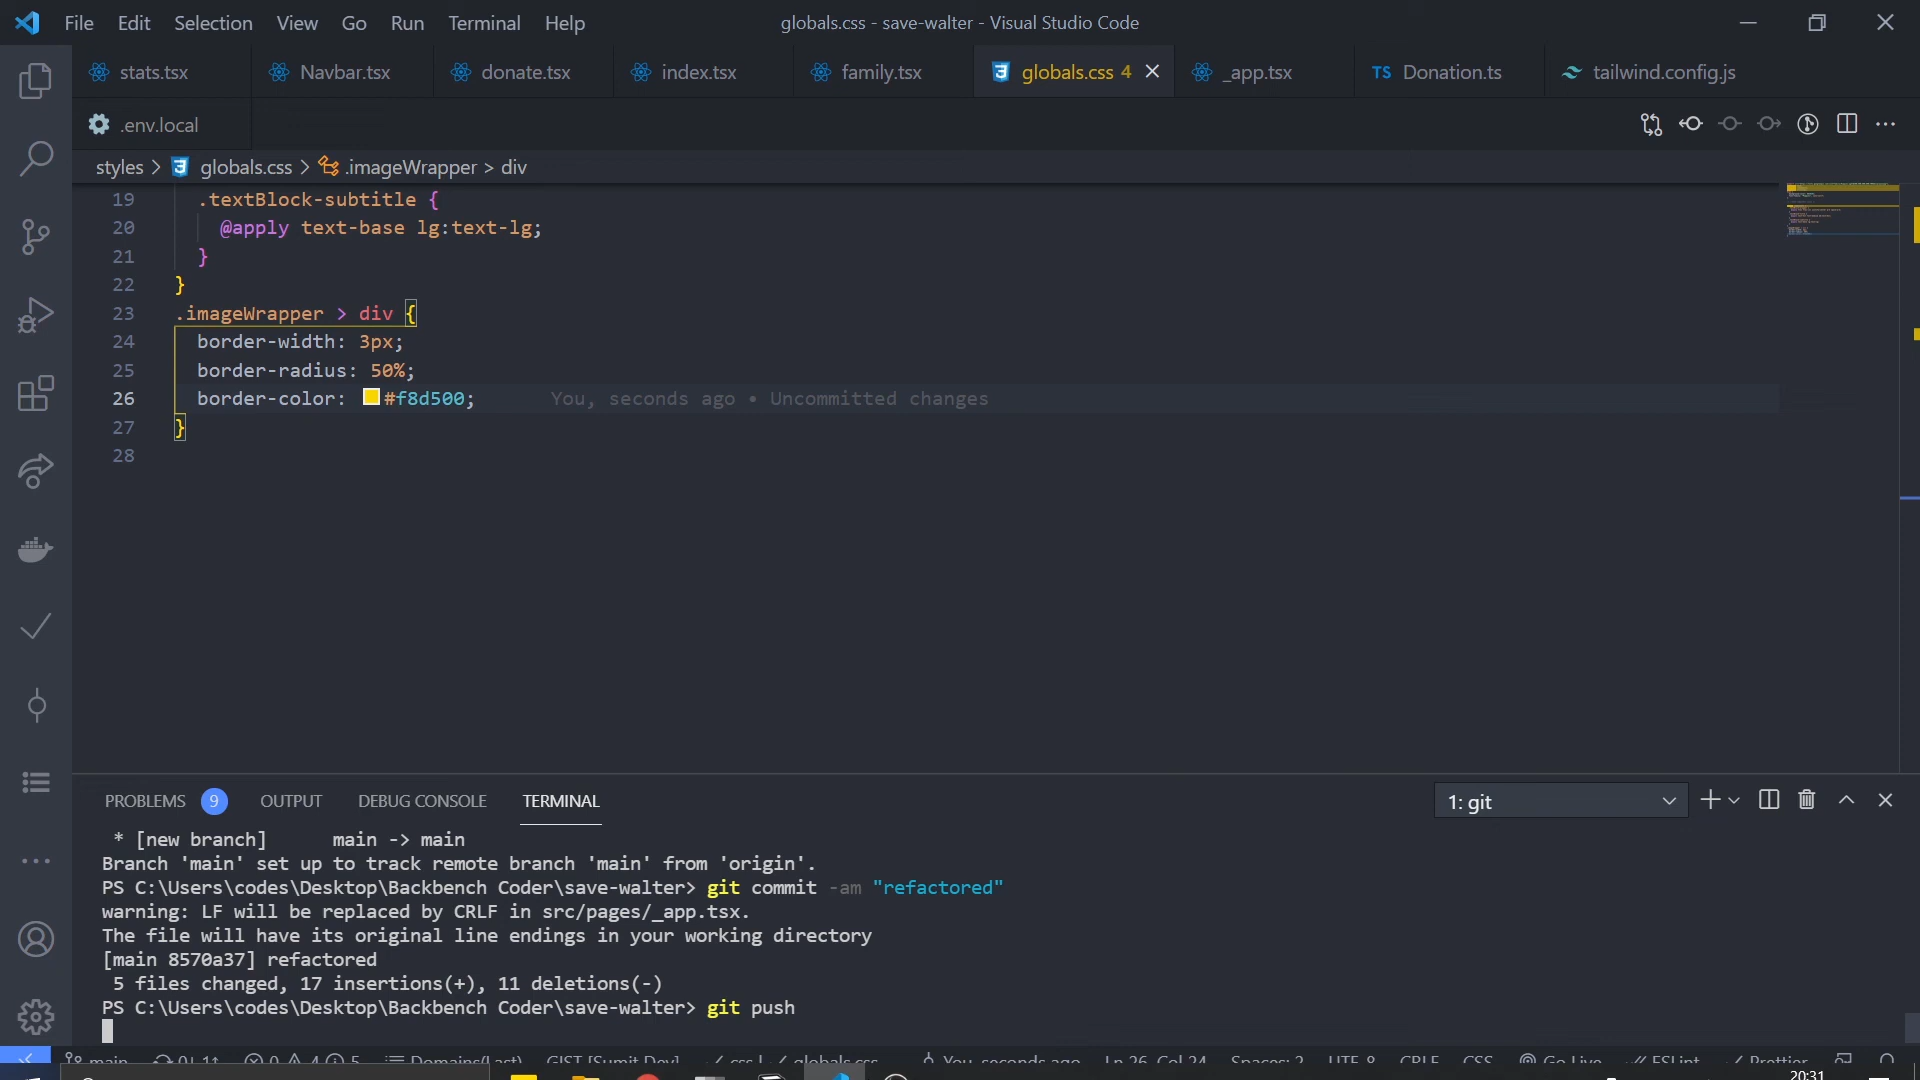 File Edit Selection View Go Run Terminal Help
globals.css - save-walter - Visual Studio Code
stats.tsx Navbar.tsx donate.tsx index.tsx family.tsx globals.css 4 _app.tsx TS Donation.ts tailwind.config.js
.env.local
styles > globals.css > .imageWrapper > div
19 .textBlock-subtitle {
20 @apply text-base lg:text-lg;
21 }
22 }
23 .imageWrapper > div {
24 border-width: 3px;
25 border-radius: 50%;
26 border-color: #f8d500; You, seconds ago • Uncommitted changes
27 }
28
PROBLEMS 9 OUTPUT DEBUG CONSOLE TERMINAL 1: git
* [new branch] main -> main
Branch 'main' set up to track remote branch 'main' from 'origin'.
PS C:\Users\codes\Desktop\Backbench Coder\save-walter> git commit -am "refactored"
warning: LF will be replaced by CRLF in src/pages/_app.tsx.
The file will have its original line endings in your working directory
[main 8570a37] refactored
5 files changed, 17 insertions(+), 11 deletions(-)
PS C:\Users\codes\Desktop\Backbench Coder\save-walter> git push
main 0↓ 1↑ 0 4 5 Domains(Last) GIST [Sumit Dey] globals.css You, seconds ago Ln 26, Col 24 Spaces: 2 UTF-8 CRLF CSS Go Live ESLint Prettier
20:31